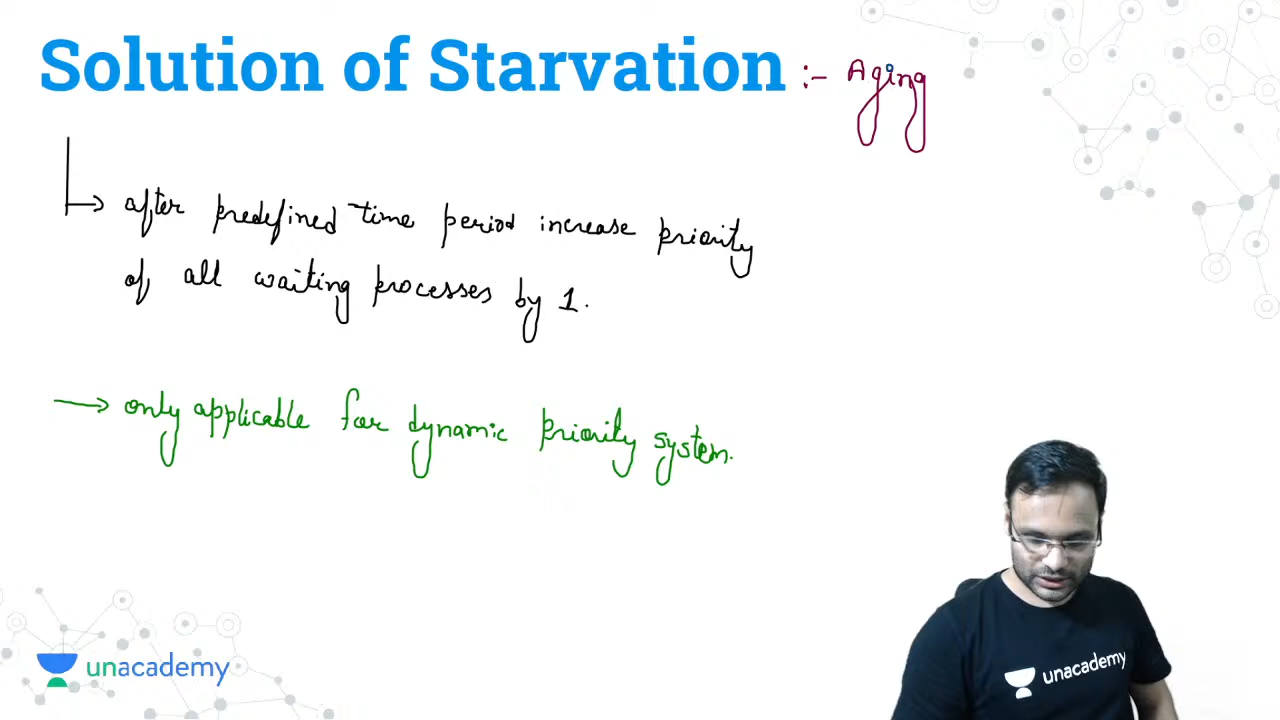 Solution of Starvation :- Aging
after predefined time period increase priority
of all waiting processes by 1.
only applicable for dynamic priority system.
unacademy
unacademy